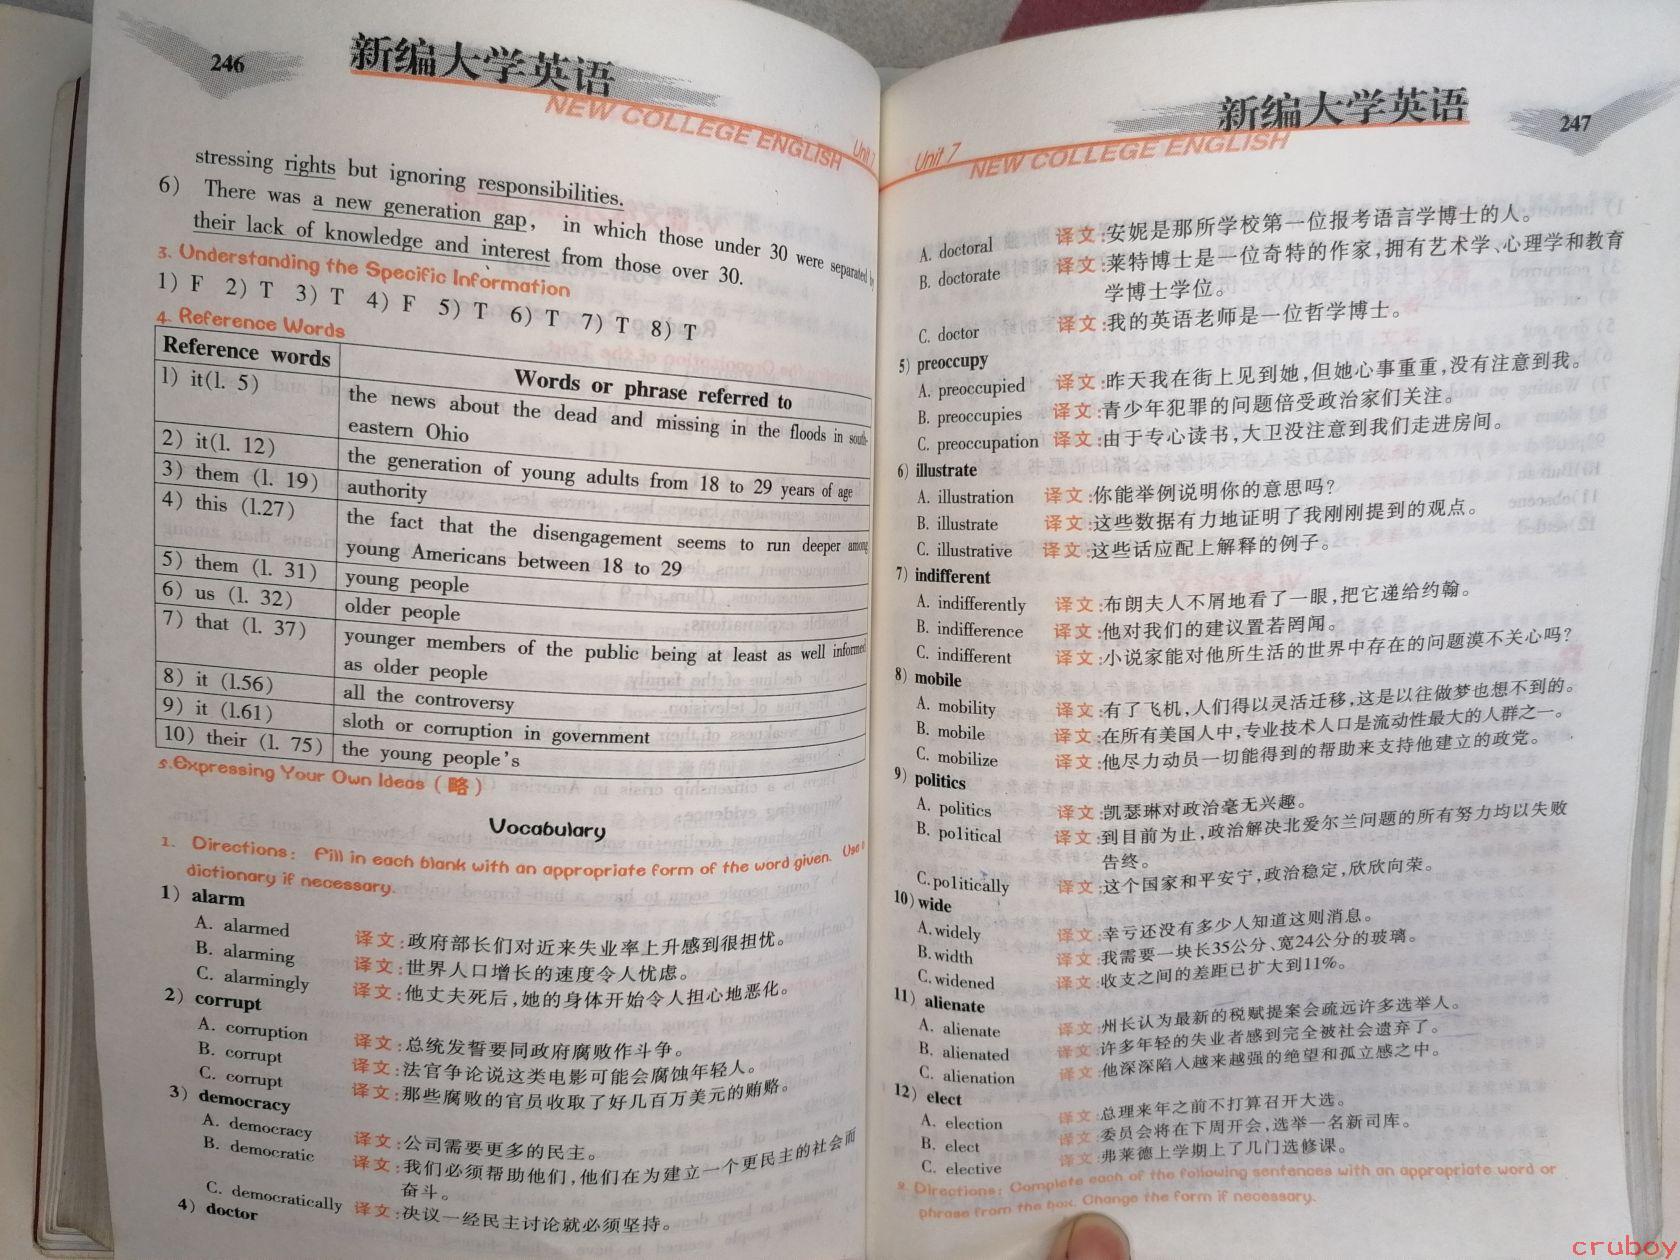 246
新编大学英语
NEW COLLEGE ENGLISH
Unit 7
stressing rights but ignoring responsibilities.
6) There was a new generation gap, in which those under 30 were separated by
their lack of knowledge and interest from those over 30.
3. Understanding the Specific Information
1) F 2) T 3) T 4) F 5) T 6) T 7) T 8) T
4. Reference Words
Reference words Words or phrase referred to
1) it(l. 5) the news about the dead and missing in the floods in south-
eastern Ohio
2) it(l. 12) the generation of young adults from 18 to 29 years of age
3) them (l. 19) authority
4) this (l.27) the fact that the disengagement seems to run deeper among
young Americans between 18 to 29
5) them (l. 31) young people
6) us (l. 32) older people
7) that (l. 37) younger members of the public being at least as well informed
as older people
8) it (l.56) all the controversy
9) it (l.61) sloth or corruption in government
10) their (l. 75) the young people's
5.Expressing Your Own Ideas (略)
Vocabulary
1. Directions: Fill in each blank with an appropriate form of the word given. Use a
dictionary if necessary.
1) alarm
A. alarmed 译文:政府部长们对近来失业率上升感到很担忧。
B. alarming 译文:世界人口增长的速度令人忧虑。
C. alarmingly 译文:他丈夫死后,她的身体开始令人担心地恶化。
2) corrupt
A. corruption 译文:总统发誓要同政府腐败作斗争。
B. corrupt 译文:法官争论说这类电影可能会腐蚀年轻人。
C. corrupt 译文:那些腐败的官员收取了好几百万美元的贿赂。
3) democracy
A. democracy 译文:公司需要更多的民主。
B. democratic 译文:我们必须帮助他们,他们在为建立一个更民主的社会而
奋斗。
C. democratically 译文:决议一经民主讨论就必须坚持。
4) doctor
新编大学英语
247
Unit 7
NEW COLLEGE ENGLISH
A. doctoral 译文:安妮是那所学校第一位报考语言学博士的人。
B. doctorate 译文:莱特博士是一位奇特的作家,拥有艺术学、心理学和教育
学博士学位。
C. doctor 译文:我的英语老师是一位哲学博士。
5) preoccupy
A. preoccupied 译文:昨天我在街上见到她,但她心事重重,没有注意到我。
B. preoccupies 译文:青少年犯罪的问题倍受政治家们关注。
C. preoccupation 译文:由于专心读书,大卫没注意到我们走进房间。
6) illustrate
A. illustration 译文:你能举例说明你的意思吗?
B. illustrate 译文:这些数据有力地证明了我刚刚提到的观点。
C. illustrative 译文:这些话应配上解释的例子。
7) indifferent
A. indifferently 译文:布朗夫人不屑地看了一眼,把它递给约翰。
B. indifference 译文:他对我们的建议置若罔闻。
C. indifferent 译文:小说家能对他所生活的世界中存在的问题漠不关心吗?
8) mobile
A. mobility 译文:有了飞机,人们得以灵活迁移,这是以往做梦也想不到的。
B. mobile 译文:在所有美国人中,专业技术人口是流动性最大的人群之一。
C. mobilize 译文:他尽力动员一切能得到的帮助来支持他建立的政党。
9) politics
A. politics 译文:凯瑟琳对政治毫无兴趣。
B. political 译文:到目前为止,政治解决北爱尔兰问题的所有努力均以失败
告终。
C.politically 译文:这个国家和平安宁,政治稳定,欣欣向荣。
10)wide
A.widely 译文:幸亏还没有多少人知道这则消息。
B.width 译文:我需要一块长35公分、宽24公分的玻璃。
C.widened 译文:收支之间的差距已扩大到11%。
11) alienate
A. alienate 译文:州长认为最新的税赋提案会疏远许多选举人。
B. alienated 译文:许多年轻的失业者感到完全被社会遗弃了。
C. alienation 译文:他深深陷人越来越强的绝望和孤立感之中。
12) elect
A. election 译文:总理来年之前不打算召开大选。
B. elect 译文:委员会将在下周开会,选举一名新司库。
C. elective 译文:弗莱德上学期上了几门选修课。
2. Directions: Complete each of the following sentences with an appropriate word or
phrase from the box. Change the form if necessary.
cruboy